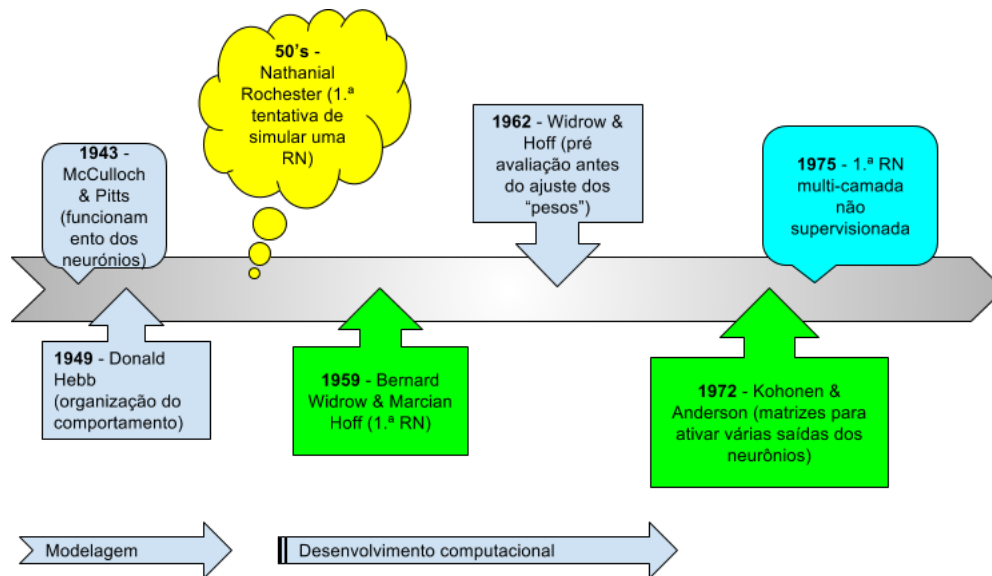 50's -
Nathanial
Rochester (1.ª
tentativa de
simular uma
RN)
1943 -
McCulloch
& Pitts
(funcionam
ento dos
neurónios)
1962 - Widrow &
Hoff (pré
avaliação antes
do ajuste dos
“pesos”)
1975 - 1.ª RN
multi-camada
não
supervisionada
1949 - Donald
Hebb
(organização do
comportamento)
1959 - Bernard
Widrow & Marcian
Hoff (1.ª RN)
1972 - Kohonen &
Anderson (matrizes para
ativar várias saídas dos
neurônios)
Modelagem
Desenvolvimento computacional